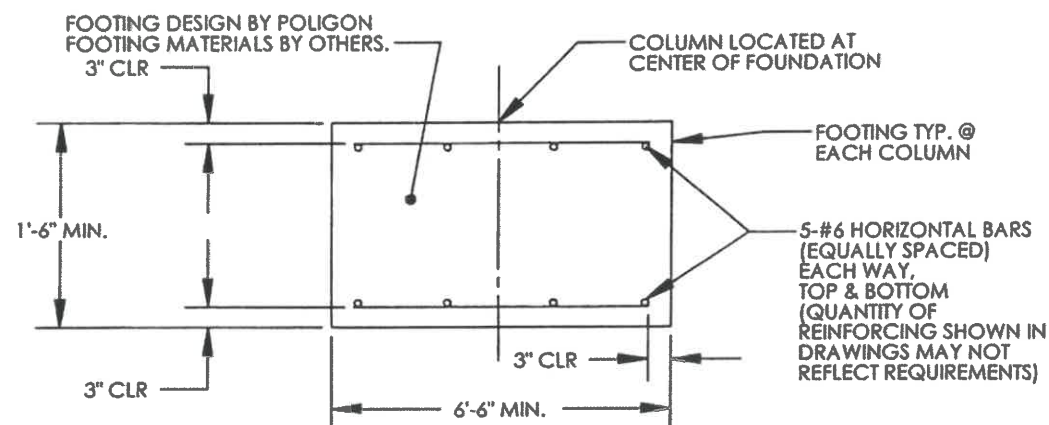 FOOTING DESIGN BY POLIGON
FOOTING MATERIALS BY OTHERS.
3" CLR
COLUMN LOCATED AT
CENTER OF FOUNDATION
FOOTING TYP. @
EACH COLUMN
1'-6" MIN.
5-#6 HORIZONTAL BARS
(EQUALLY SPACED)
EACH WAY,
TOP & BOTTOM
(QUANTITY OF
REINFORCING SHOWN IN
DRAWINGS MAY NOT
REFLECT REQUIREMENTS)
3" CLR
3" CLR
6'-6" MIN.